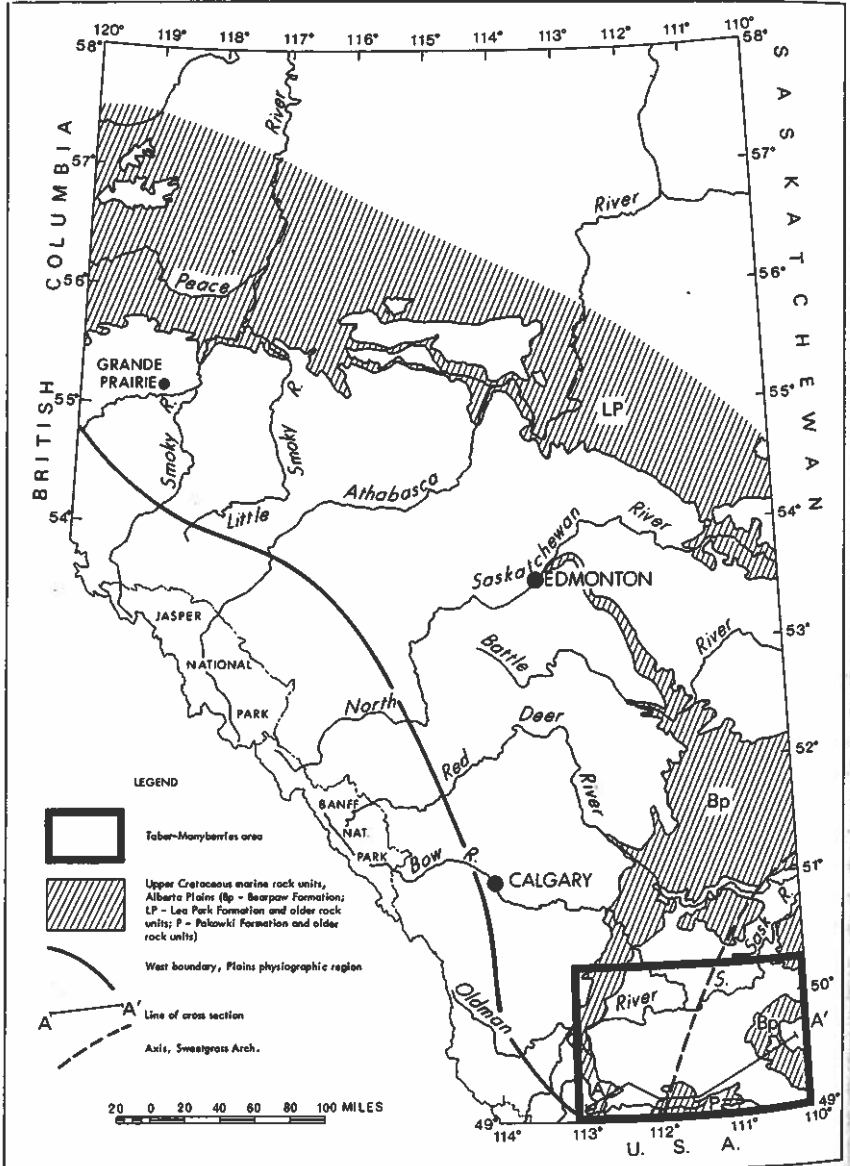 120° 119° 118° 117° 115° 114° 112° 111° 110°
58° 58°
SASKATCHEWAN
COLUMBIA
BRITISH
River
57° 57°
River
Peace
56° 56°
GRANDE
PRAIRIE
55° 55°
LP
Smoky R.
Smoky R.
Little
Athabasca
54° 54°
Saskatchewan River
EDMONTON
JASPER
NATIONAL
PARK
53°
Battle River
North
Red Deer River
52°
Bp
BANFF
NAT.
PARK
Bow R.
CALGARY
51°
Sask R.
S.
50°
Oldman River
Bp
A'
A
P
49°
114° 113° 112° 111° 110°
U. S. A.
LEGEND
Taber-Manyberries area
Upper Cretaceous marine rock units,
Alberta Plains (Bp - Bearpaw Formation;
LP - Lea Park Formation and older rock
units; P - Pakowki Formation and older
rock units)
West boundary, Plains physiographic region
A A' Line of cross section
Axis, Sweetgrass Arch.
20 0 20 40 60 80 100 MILES